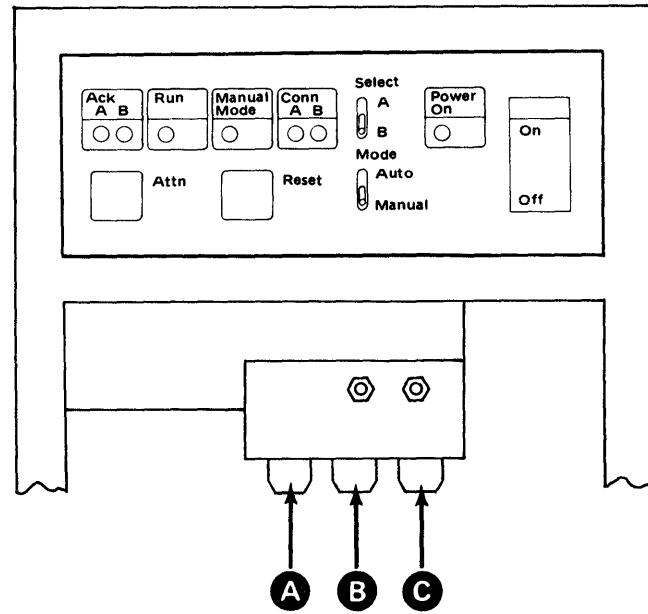 Ack
A B
Run
Manual
Mode
Conn
A B
Select
A
B
Mode
Auto
Manual
Power
On
On
Off
Attn
Reset
A B C